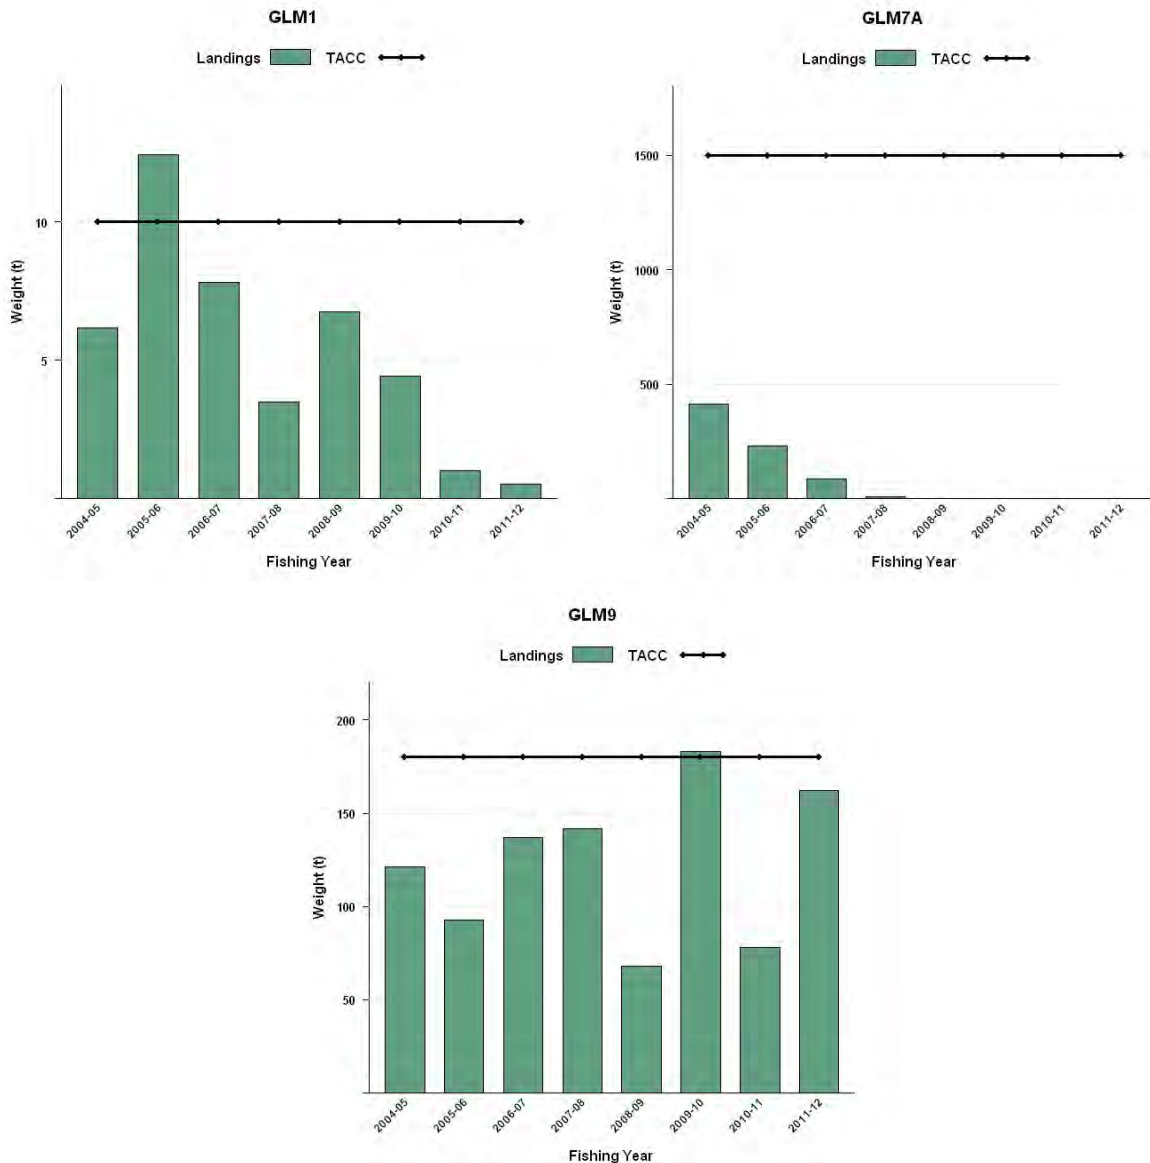 GLM1
Landings TACC
10
5
Weight (t)
2004-05
2005-06
2006-07
2007-08
2008-09
2009-10
2010-11
2011-12
Fishing Year
GLM7A
Landings TACC
1500
1000
500
Weight (t)
2004-05
2005-06
2006-07
2007-08
2008-09
2009-10
2010-11
2011-12
Fishing Year
GLM9
Landings TACC
200
150
100
50
Weight (t)
2004-05
2005-06
2006-07
2007-08
2008-09
2009-10
2010-11
2011-12
Fishing Year